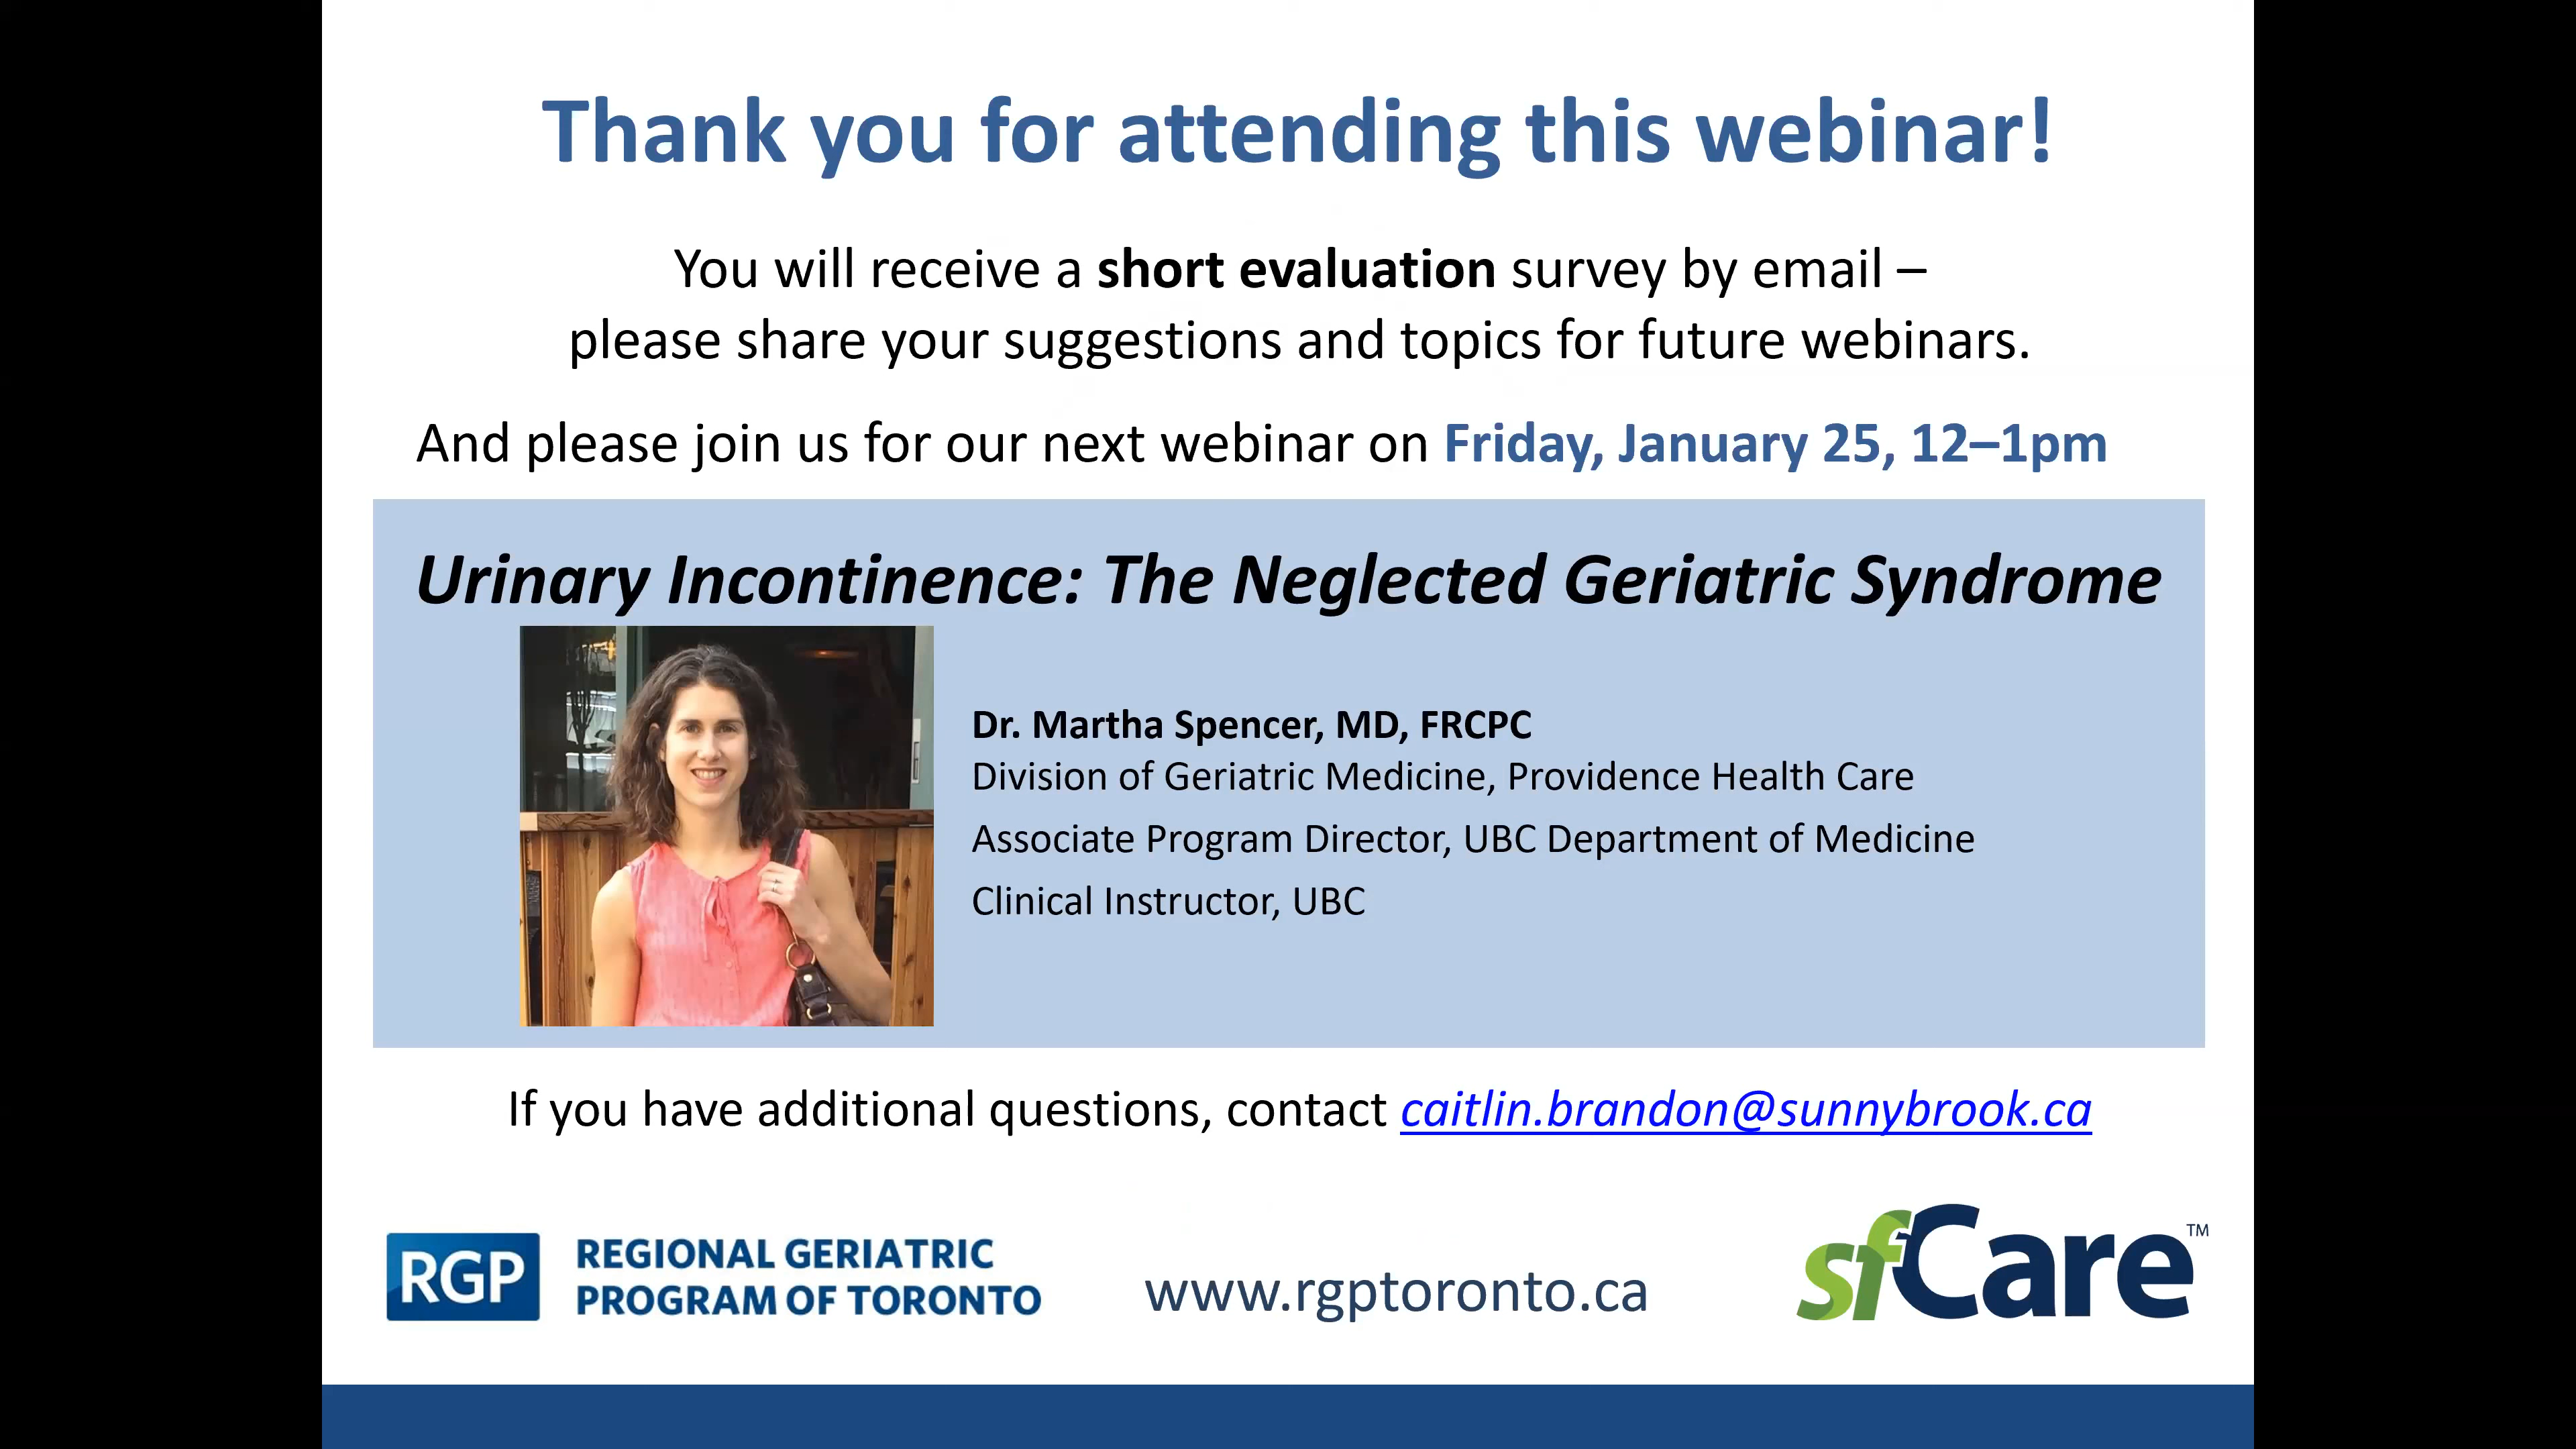 Thank you for attending this webinar!
You will receive a short evaluation survey by email –
please share your suggestions and topics for future webinars.
And please join us for our next webinar on Friday, January 25, 12–1pm
Urinary Incontinence: The Neglected Geriatric Syndrome
Dr. Martha Spencer, MD, FRCPC
Division of Geriatric Medicine, Providence Health Care
Associate Program Director, UBC Department of Medicine
Clinical Instructor, UBC
If you have additional questions, contact caitlin.brandon@sunnybrook.ca
RGP
REGIONAL GERIATRIC
PROGRAM OF TORONTO
www.rgptoronto.ca
sfCare™